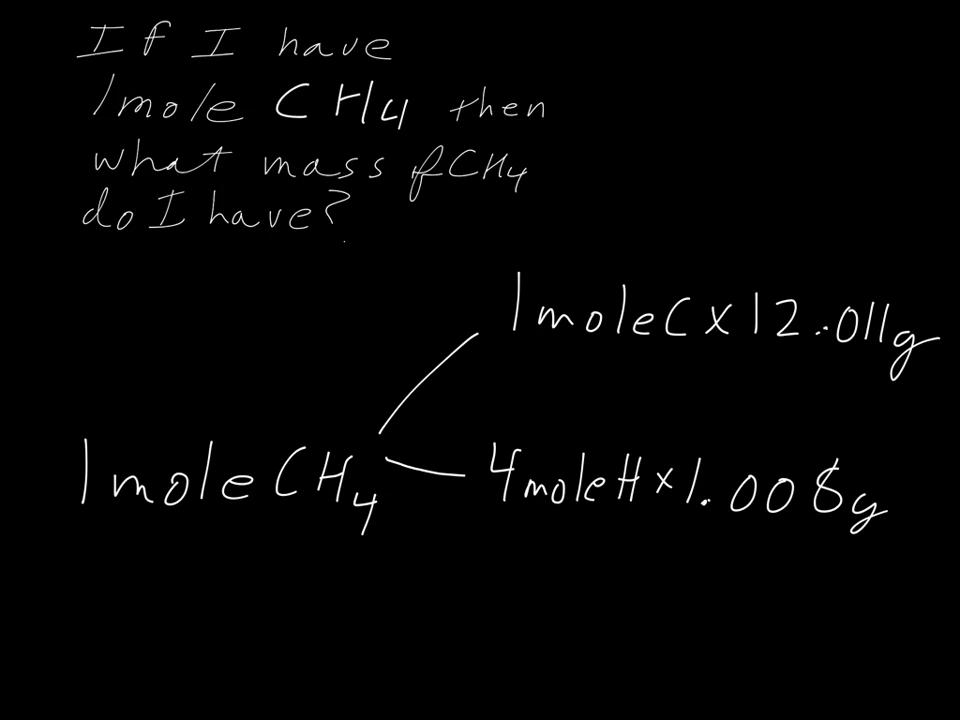 If I have
1mole CH4 then
what mass of CH4
do I have?
1moleC x 12.011g
1mole CH4
4moleH x 1.008g